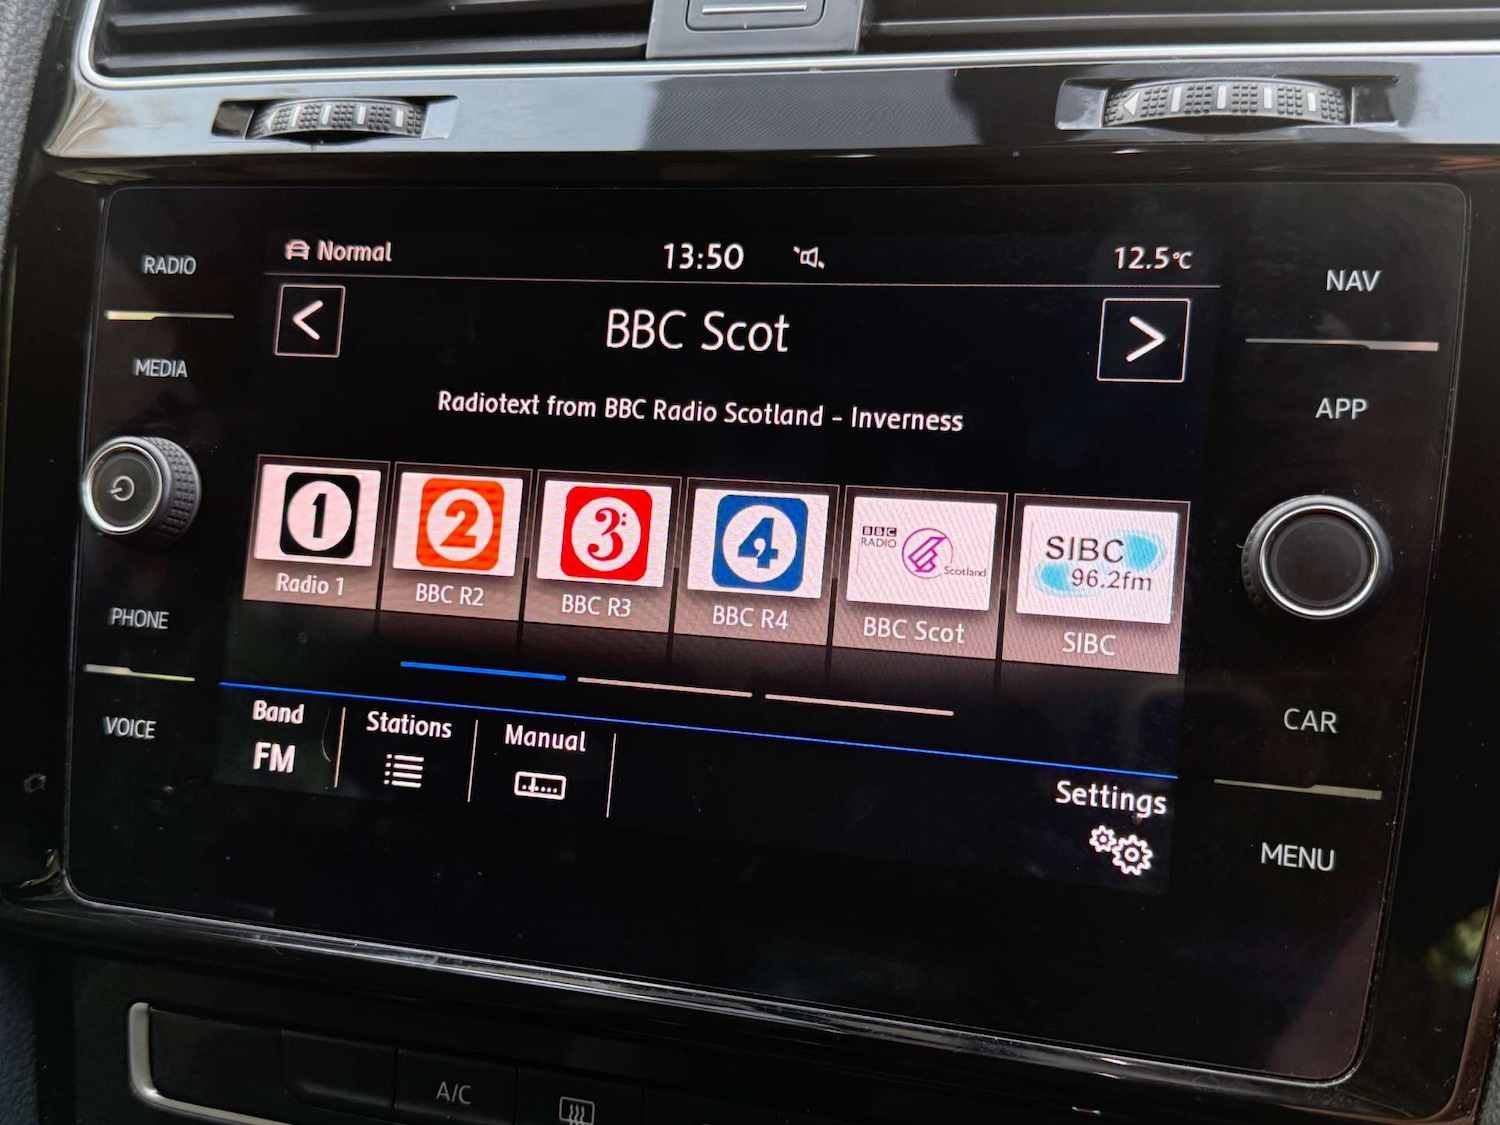 RADIO
MEDIA
PHONE
VOICE
Normal
13:50
12.5°C
<
BBC Scot
>
Radiotext from BBC Radio Scotland - Inverness
1
Radio 1
2
BBC R2
3
BBC R3
4
BBC R4
BBC
RADIO
Scotland
BBC Scot
SIBC
96.2fm
SIBC
Band
FM
Stations
Manual
Settings
NAV
APP
CAR
MENU
A/C